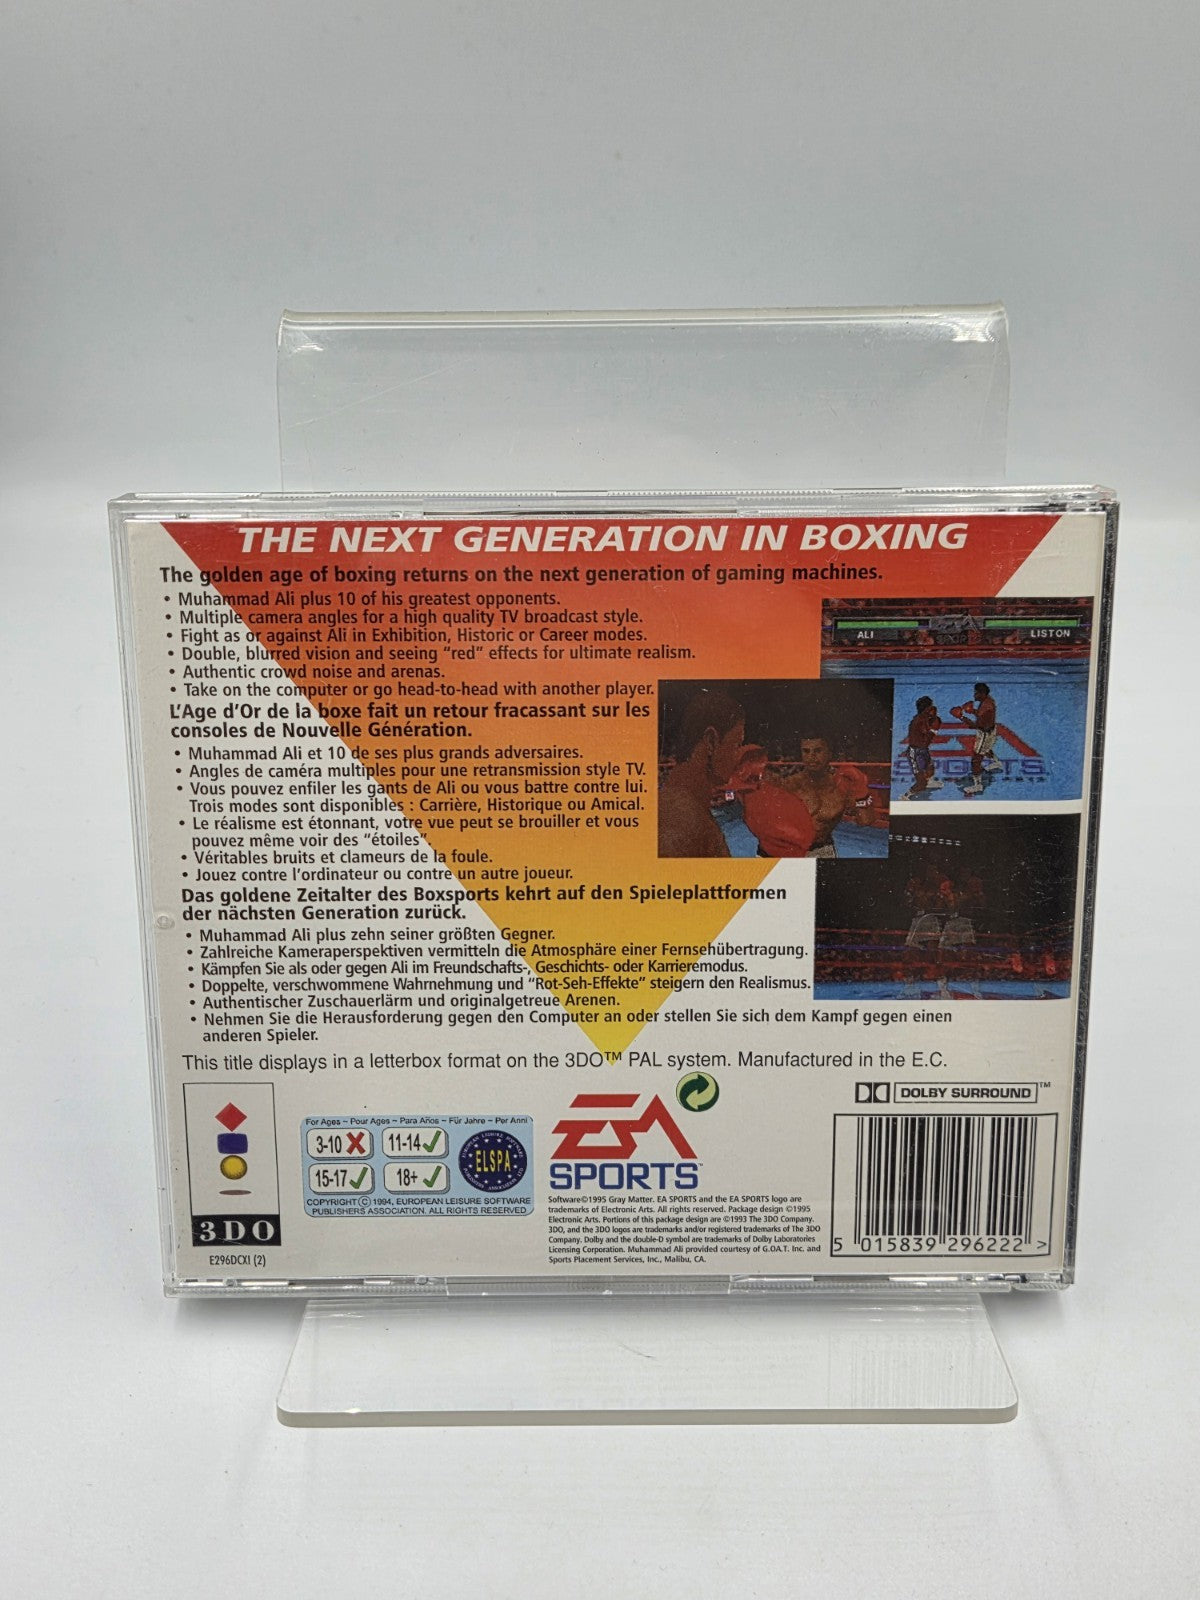 THE NEXT GENERATION IN BOXING
The golden age of boxing returns on the next generation of gaming machines.
• Muhammad Ali plus 10 of his greatest opponents.
• Multiple camera angles for a high quality TV broadcast style.
• Fight as or against Ali in Exhibition, Historic or Career modes.
• Double, blurred vision and seeing "red" effects for ultimate realism.
• Authentic crowd noise and arenas.
• Take on the computer or go head-to-head with another player.
L'Age d'Or de la boxe fait un retour fracassant sur les
consoles de Nouvelle Génération.
• Muhammad Ali et 10 de ses plus grands adversaires.
• Angles de caméra multiples pour une retransmission style TV.
• Vous pouvez enfiler les gants de Ali ou vous battre contre lui.
Trois modes sont disponibles : Carrière, Historique ou Amical.
• Le réalisme est étonnant, votre vue peut se brouiller et vous
pouvez même voir des "étoiles".
• Véritables bruits et clameurs de la foule.
• Jouez contre l'ordinateur ou contre un autre joueur.
Das goldene Zeitalter des Boxsports kehrt auf den Spieleplattformen
der nächsten Generation zurück.
• Muhammad Ali plus zehn seiner größten Gegner.
• Zahlreiche Kameraperspektiven vermitteln die Atmosphäre einer Fernsehübertragung.
• Kämpfen Sie als oder gegen Ali im Freundschafts-, Geschichts- oder Karrieremodus.
• Doppelte, verschwommene Wahrnehmung und "Rot-Seh-Effekte" steigern den Realismus.
• Authentischer Zuschauerlärm und originalgetreue Arenen.
• Nehmen Sie die Herausforderung gegen den Computer an oder stellen Sie sich dem Kampf gegen einen
anderen Spieler.
ALI LISTON
EA
SPORTS
This title displays in a letterbox format on the 3DO™ PAL system. Manufactured in the E.C.
3DO
E296DCXI (2)
For Ages ~ Pour Ages ~ Para Años ~ Für Jahre ~ Per Anni
3-10 11-14
15-17 18+
ELSPA
COPYRIGHT © 1994, EUROPEAN LEISURE SOFTWARE
PUBLISHERS ASSOCIATION. ALL RIGHTS RESERVED
EA
SPORTS™
Software©1995 Gray Matter. EA SPORTS and the EA SPORTS logo are
trademarks of Electronic Arts. All rights reserved. Package design ©1995
Electronic Arts. Portions of this package design are ©1993 The 3DO Company.
3DO, and the 3DO logos are trademarks and/or registered trademarks of The 3DO
Company. Dolby and the double-D symbol are trademarks of Dolby Laboratories
Licensing Corporation. Muhammad Ali provided courtesy of G.O.A.T. Inc. and
Sports Placement Services, Inc., Malibu, CA.
DOLBY SURROUND™
5 015839 296222 >